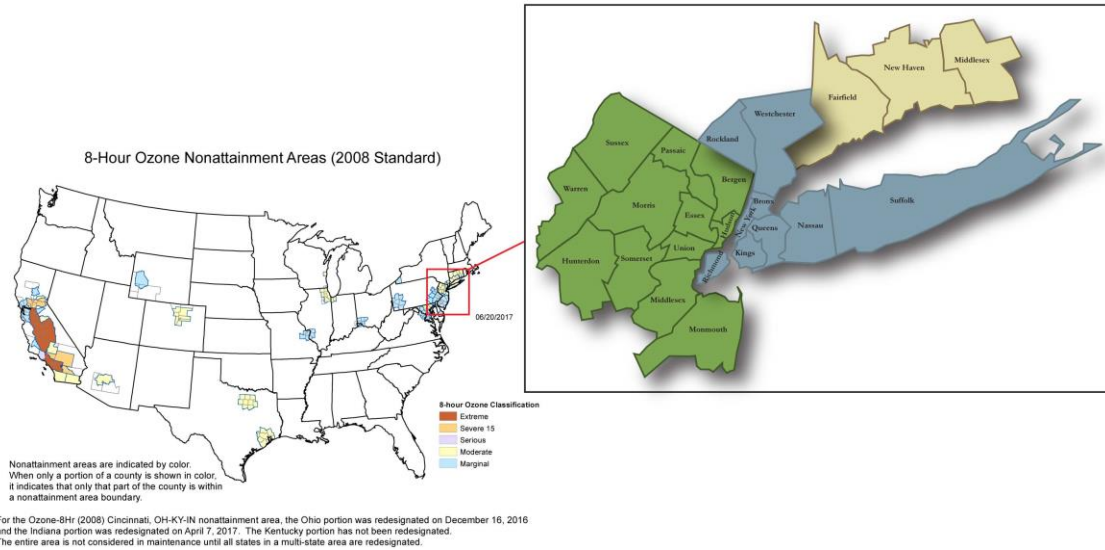 8-Hour Ozone Nonattainment Areas (2008 Standard)
06/20/2017
8-hour Ozone Classification
Extreme
Severe 15
Serious
Moderate
Marginal
Nonattainment areas are indicated by color.
When only a portion of a county is shown in color,
it indicates that only that part of the county is within
a nonattainment area boundary.
For the Ozone-8Hr (2008) Cincinnati, OH-KY-IN nonattainment area, the Ohio portion was redesignated on December 16, 2016
and the Indiana portion was redesignated on April 7, 2017. The Kentucky portion has not been redesignated.
The entire area is not considered in maintenance until all states in a multi-state area are redesignated.
Middlesex
New Haven
Fairfield
Westchester
Rockland
Sussex
Passaic
Bergen
Warren
Morris
Essex
Hudson
Bronx
New York
Queens
Nassau
Suffolk
Kings
Richmond
Union
Somerset
Hunterdon
Middlesex
Monmouth